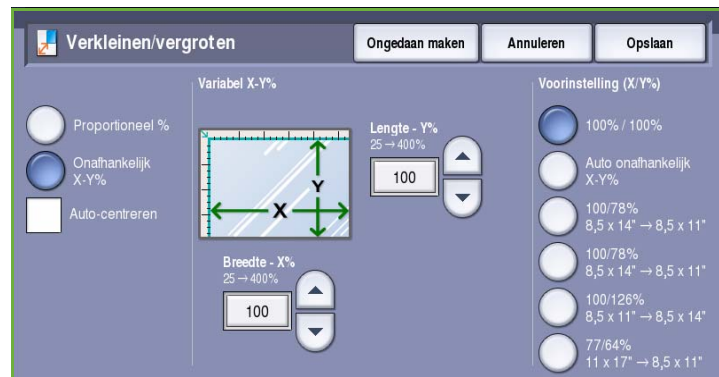 Verkleinen/vergroten
Ongedaan maken
Annuleren
Opslaan
Proportioneel %
Onafhankelijk
X-Y%
Auto-centreren
Variabel X-Y%
Y
X
Lengte - Y%
25→400%
100
Breedte - X%
25→400%
100
Voorinstelling (X/Y%)
100% / 100%
Auto onafhankelijk
X-Y%
100/78%
8,5 x 14" → 8,5 x 11"
100/78%
8,5 x 14" → 8,5 x 11"
100/126%
8,5 x 11" → 8,5 x 14"
77/64%
11 x 17" → 8,5 x 11"